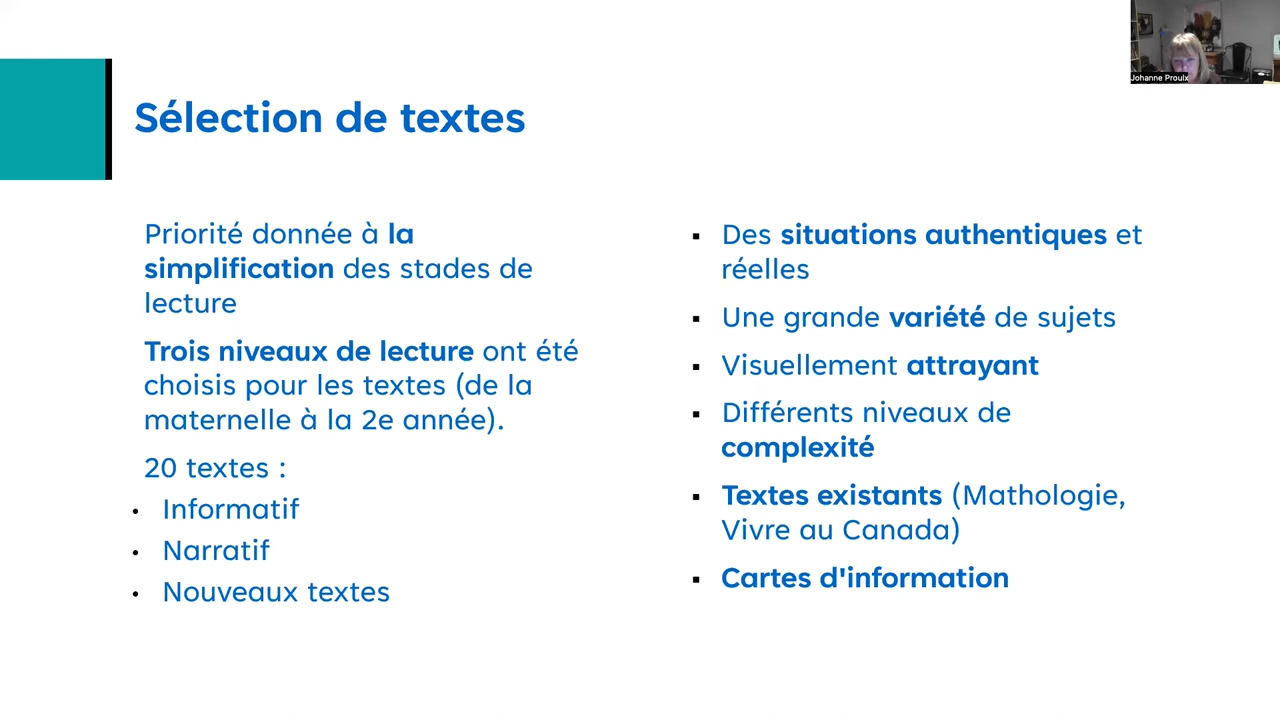 Johanne Proulx
Sélection de textes
Priorité donnée à la
simplification des stades de
lecture
Trois niveaux de lecture ont été
choisis pour les textes (de la
maternelle à la 2e année).
20 textes :
• Informatif
• Narratif
• Nouveaux textes
▪ Des situations authentiques et
réelles
▪ Une grande variété de sujets
▪ Visuellement attrayant
▪ Différents niveaux de
complexité
▪ Textes existants (Mathologie,
Vivre au Canada)
▪ Cartes d'information